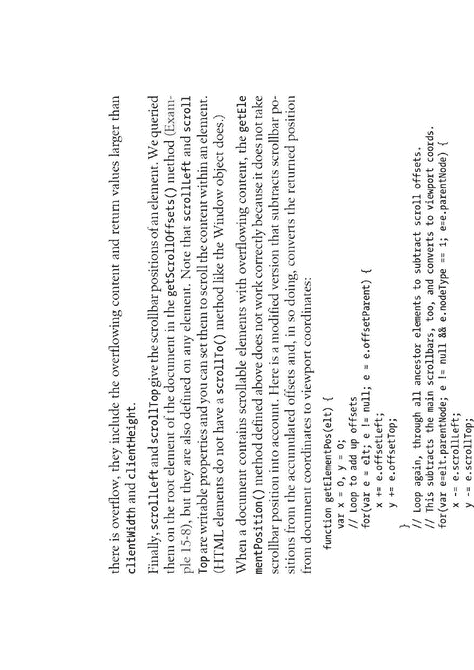 there is overflow, they include the overflowing content and return values larger than
clientWidth and clientHeight.
Finally, scrollLeft and scrollTop give the scrollbar positions of an element. We queried
them on the root element of the document in the getScrollOffsets() method (Exam-
ple 15-8), but they are also defined on any element. Note that scrollLeft and scroll
Top are writable properties and you can set them to scroll the content within an element.
(HTML elements do not have a scrollTo() method like the Window object does.)
When a document contains scrollable elements with overflowing content, the getEle
mentPosition() method defined above does not work correctly because it does not take
scrollbar position into account. Here is a modified version that subtracts scrollbar po-
sitions from the accumulated offsets and, in so doing, converts the returned position
from document coordinates to viewport coordinates:
function getElementPos(elt) {
var x = 0, y = 0;
// Loop to add up offsets
for(var e = elt; e != null; e = e.offsetParent) {
x += e.offsetLeft;
y += e.offsetTop;
}
// Loop again, through all ancestor elements to subtract scroll offsets.
// This subtracts the main scrollbars, too, and converts to viewport coords.
for(var e=elt.parentNode; e != null && e.nodeType == 1; e=e.parentNode) {
x -= e.scrollLeft;
y -= e.scrollTop;